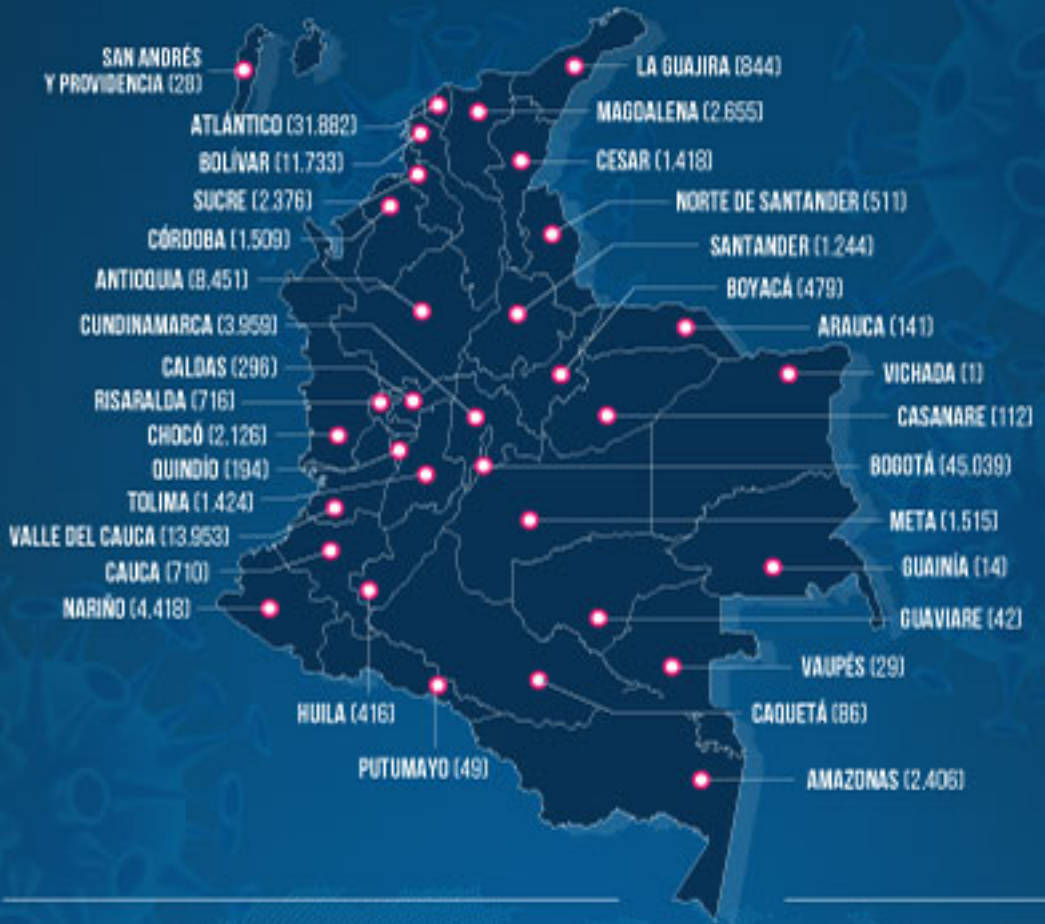 SAN ANDRÉS
Y PROVIDENCIA (28)
ATLÁNTICO (31.882)
BOLÍVAR (11.733)
SUCRE (2.376)
CÓRDOBA (1.509)
ANTIOQUIA (8.451)
CUNDINAMARCA (3.959)
CALDAS (296)
RISARALDA (716)
CHOCÓ (2.126)
QUINDÍO (194)
TOLIMA (1.424)
VALLE DEL CAUCA (13.953)
CAUCA (710)
NARIÑO (4.418)
HUILA (416)
PUTUMAYO (49)
LA GUAJIRA (844)
MAGDALENA (2.655)
CESAR (1.418)
NORTE DE SANTANDER (511)
SANTANDER (1.244)
BOYACÁ (479)
ARAUCA (141)
VICHADA (1)
CASANARE (112)
BOGOTÁ (45.039)
META (1.515)
GUAINÍA (14)
GUAVIARE (42)
VAUPÉS (29)
CAQUETÁ (86)
AMAZONAS (2.406)